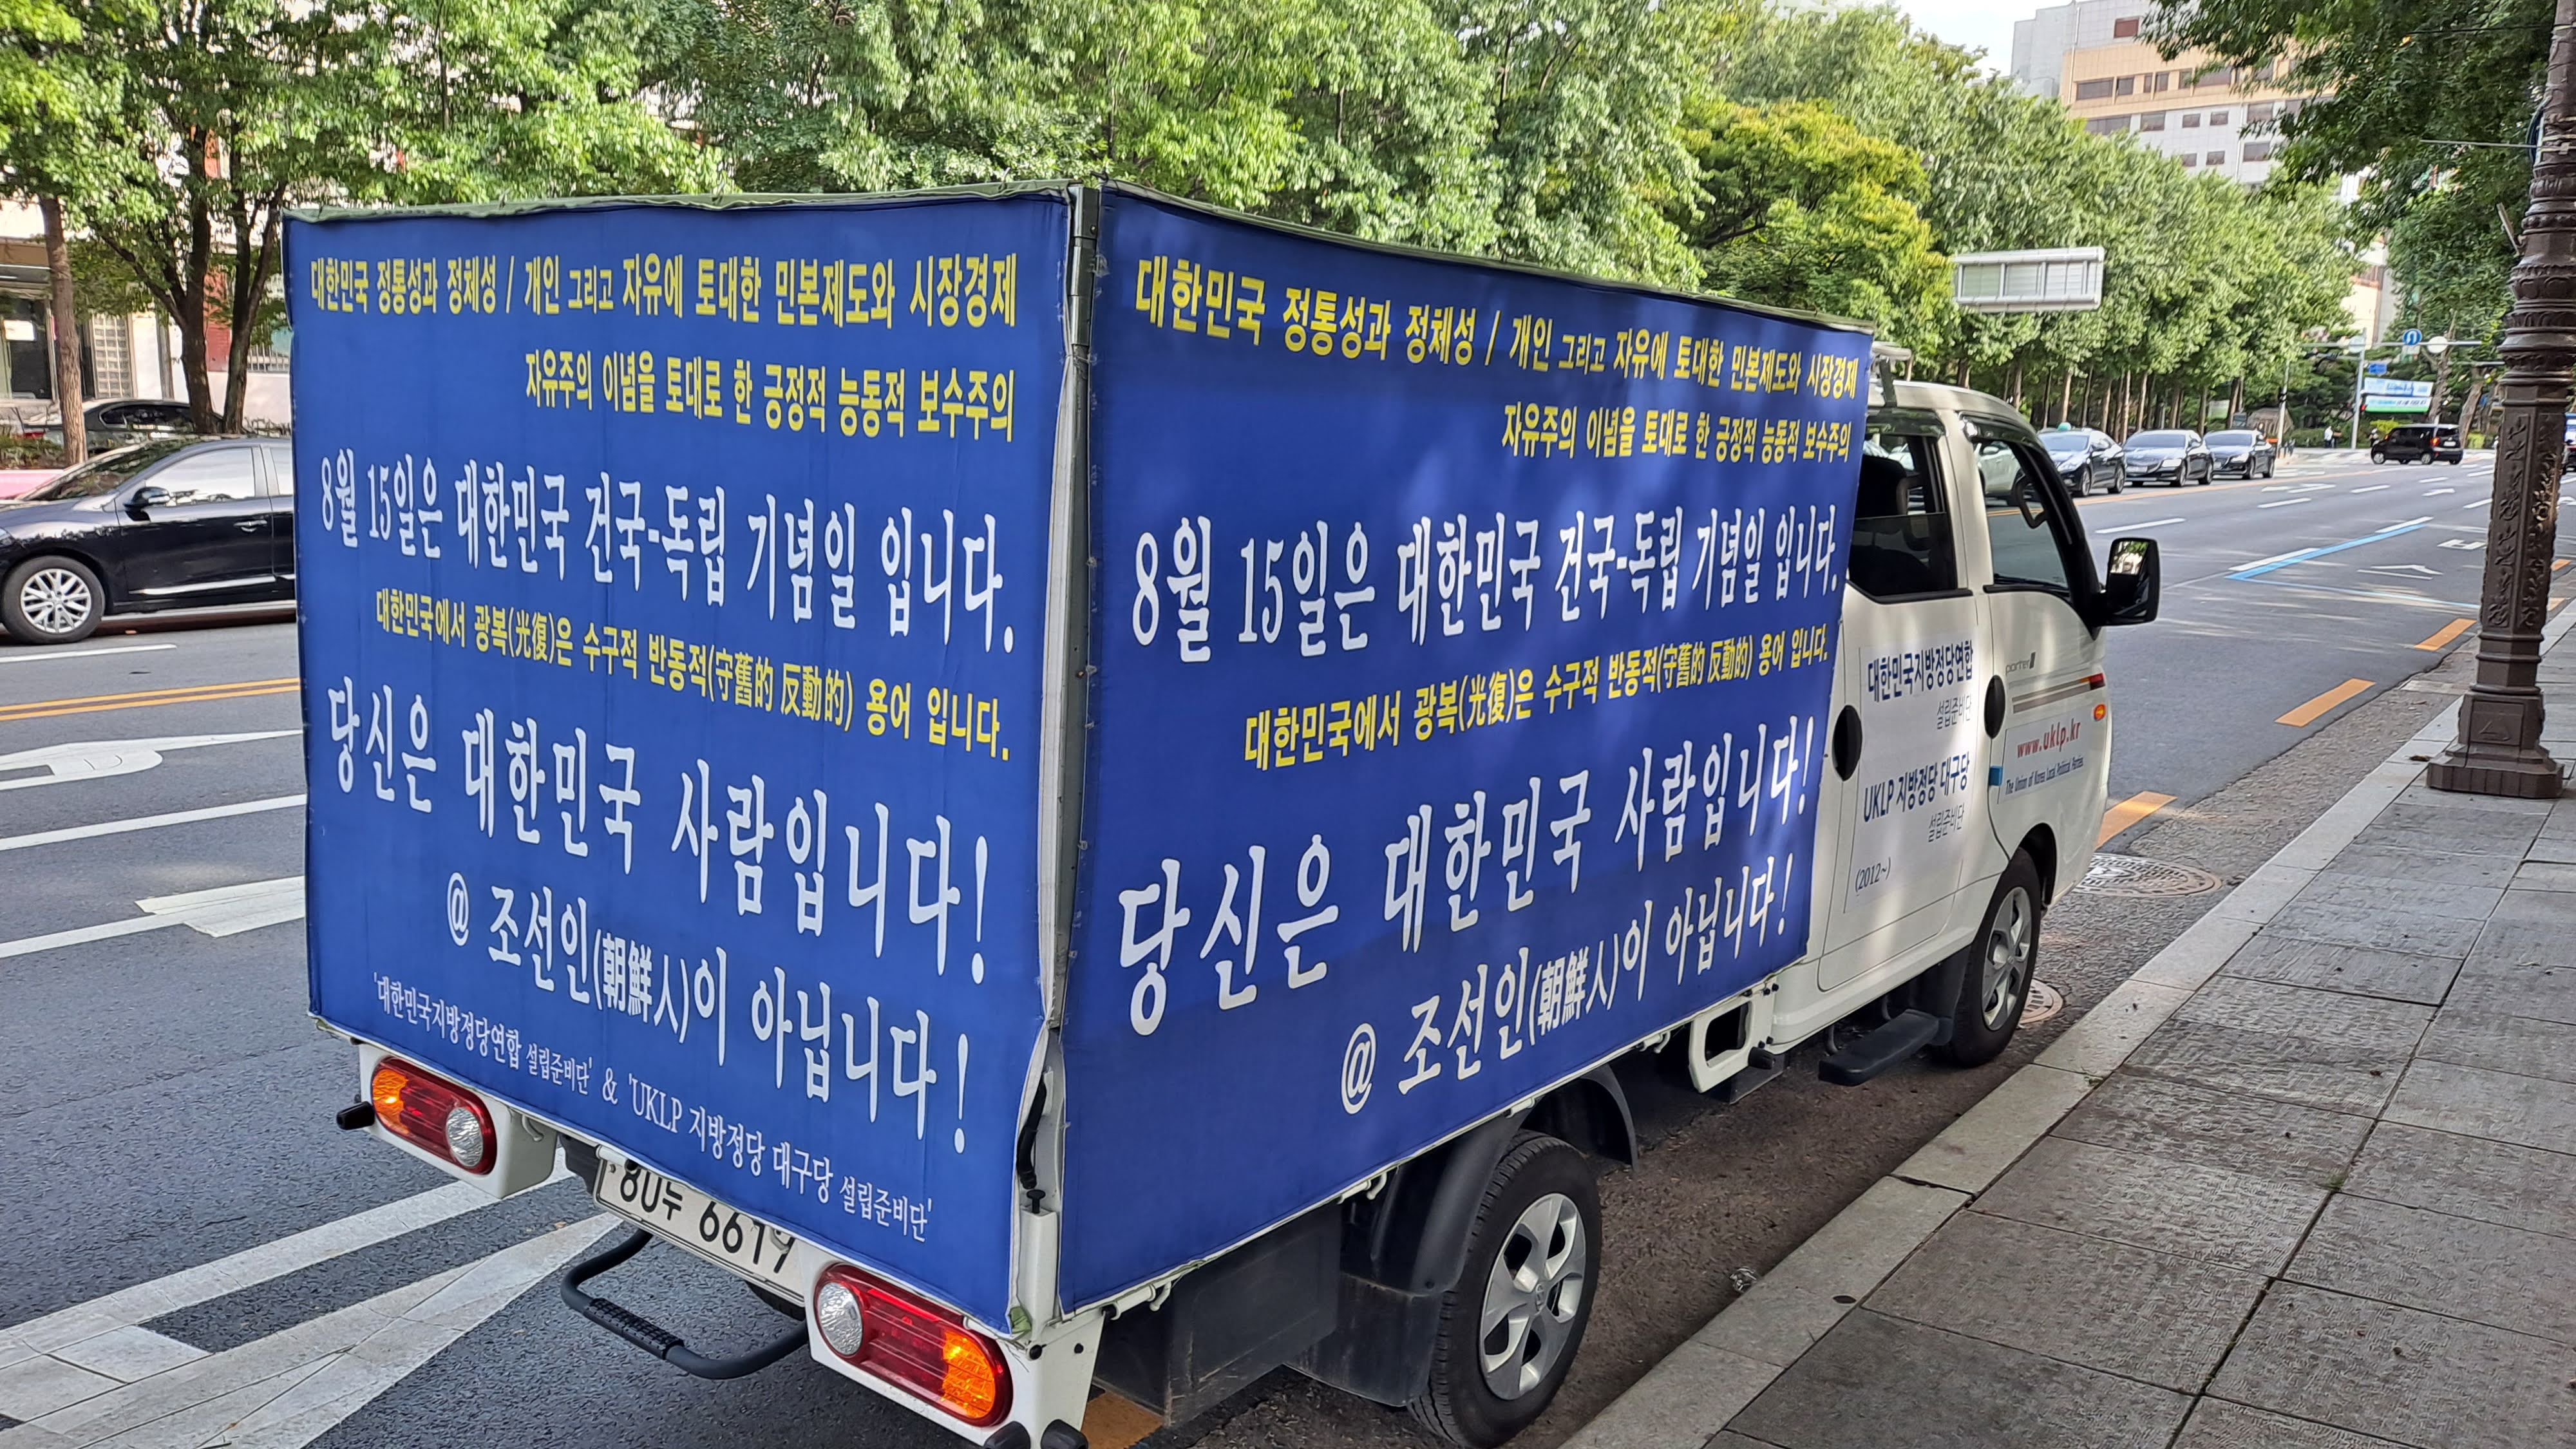 대한민국 정통성과 정체성 / 개인 그리고 자유에 토대한 민본제도와 시장경제
자유주의 이념을 토대로 한 긍정적 능동적 보수주의
8월 15일은 대한민국 건국-독립 기념일 입니다.
대한민국에서 광복(光復)은 수구적 반동적(守舊的 反動的) 용어 입니다.
당신은 대한민국 사람입니다!
@ 조선인(朝鮮人)이 아닙니다!
'대한민국지방정당연합 설립준비단' & 'UKLP 지방정당 대구당 설립준비단'
80누 6619
대한민국 정통성과 정체성 / 개인 그리고 자유에 토대한 민본제도와 시장경제
자유주의 이념을 토대로 한 긍정적 능동적 보수주의
8월 15일은 대한민국 건국-독립 기념일 입니다.
대한민국에서 광복(光復)은 수구적 반동적(守舊的 反動的) 용어 입니다.
당신은 대한민국 사람입니다!
@ 조선인(朝鮮人)이 아닙니다!
대한민국지방정당연합
설립준비단
UKLP 지방정당 대구당
설립준비단
(2012~)
porter II
www.uklp.kr
The Union of Korea Local Political Parties